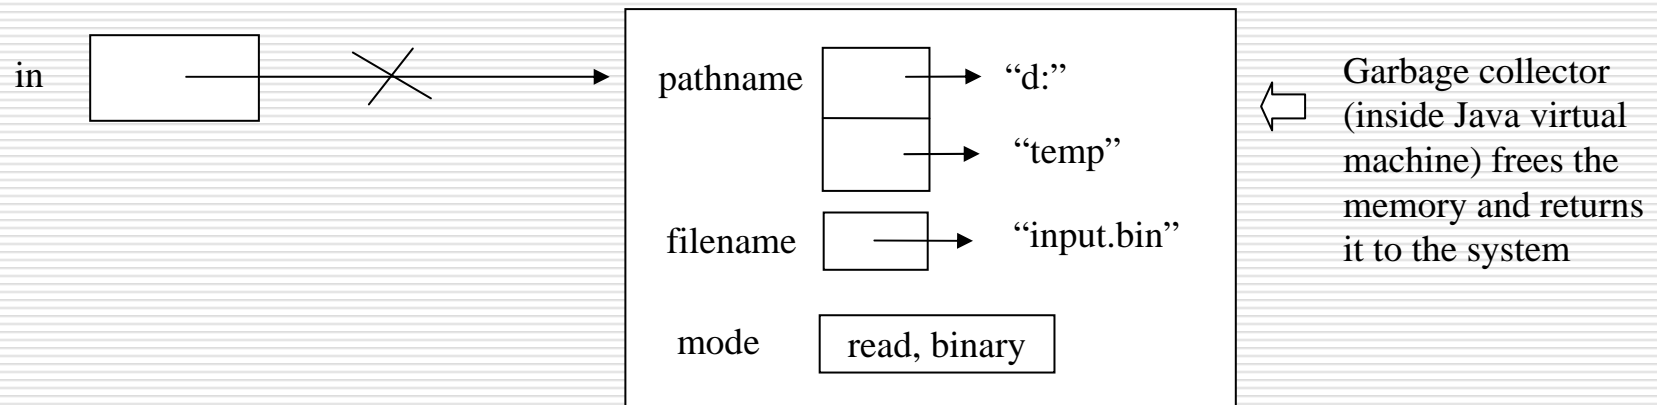 in
pathname
“d:”
“temp”
filename
“input.bin”
mode
read, binary
Garbage collector
(inside Java virtual
machine) frees the
memory and returns
it to the system